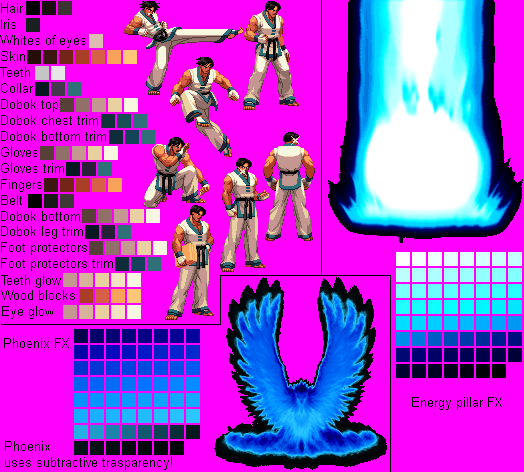 Hair
Iris
Whites of eyes
Skin
Teeth
Collar
Dobok top
Dobok chest trim
Dobok bottom trim
Gloves
Gloves trim
Fingers
Belt
Dobok bottom
Dobok leg trim
Foot protectors
Foot protectors trim
Teeth glow
Wood blocks
Eye glow
Phoenix FX
Phoenix
uses subtractive trasparency!
Energy pillar FX